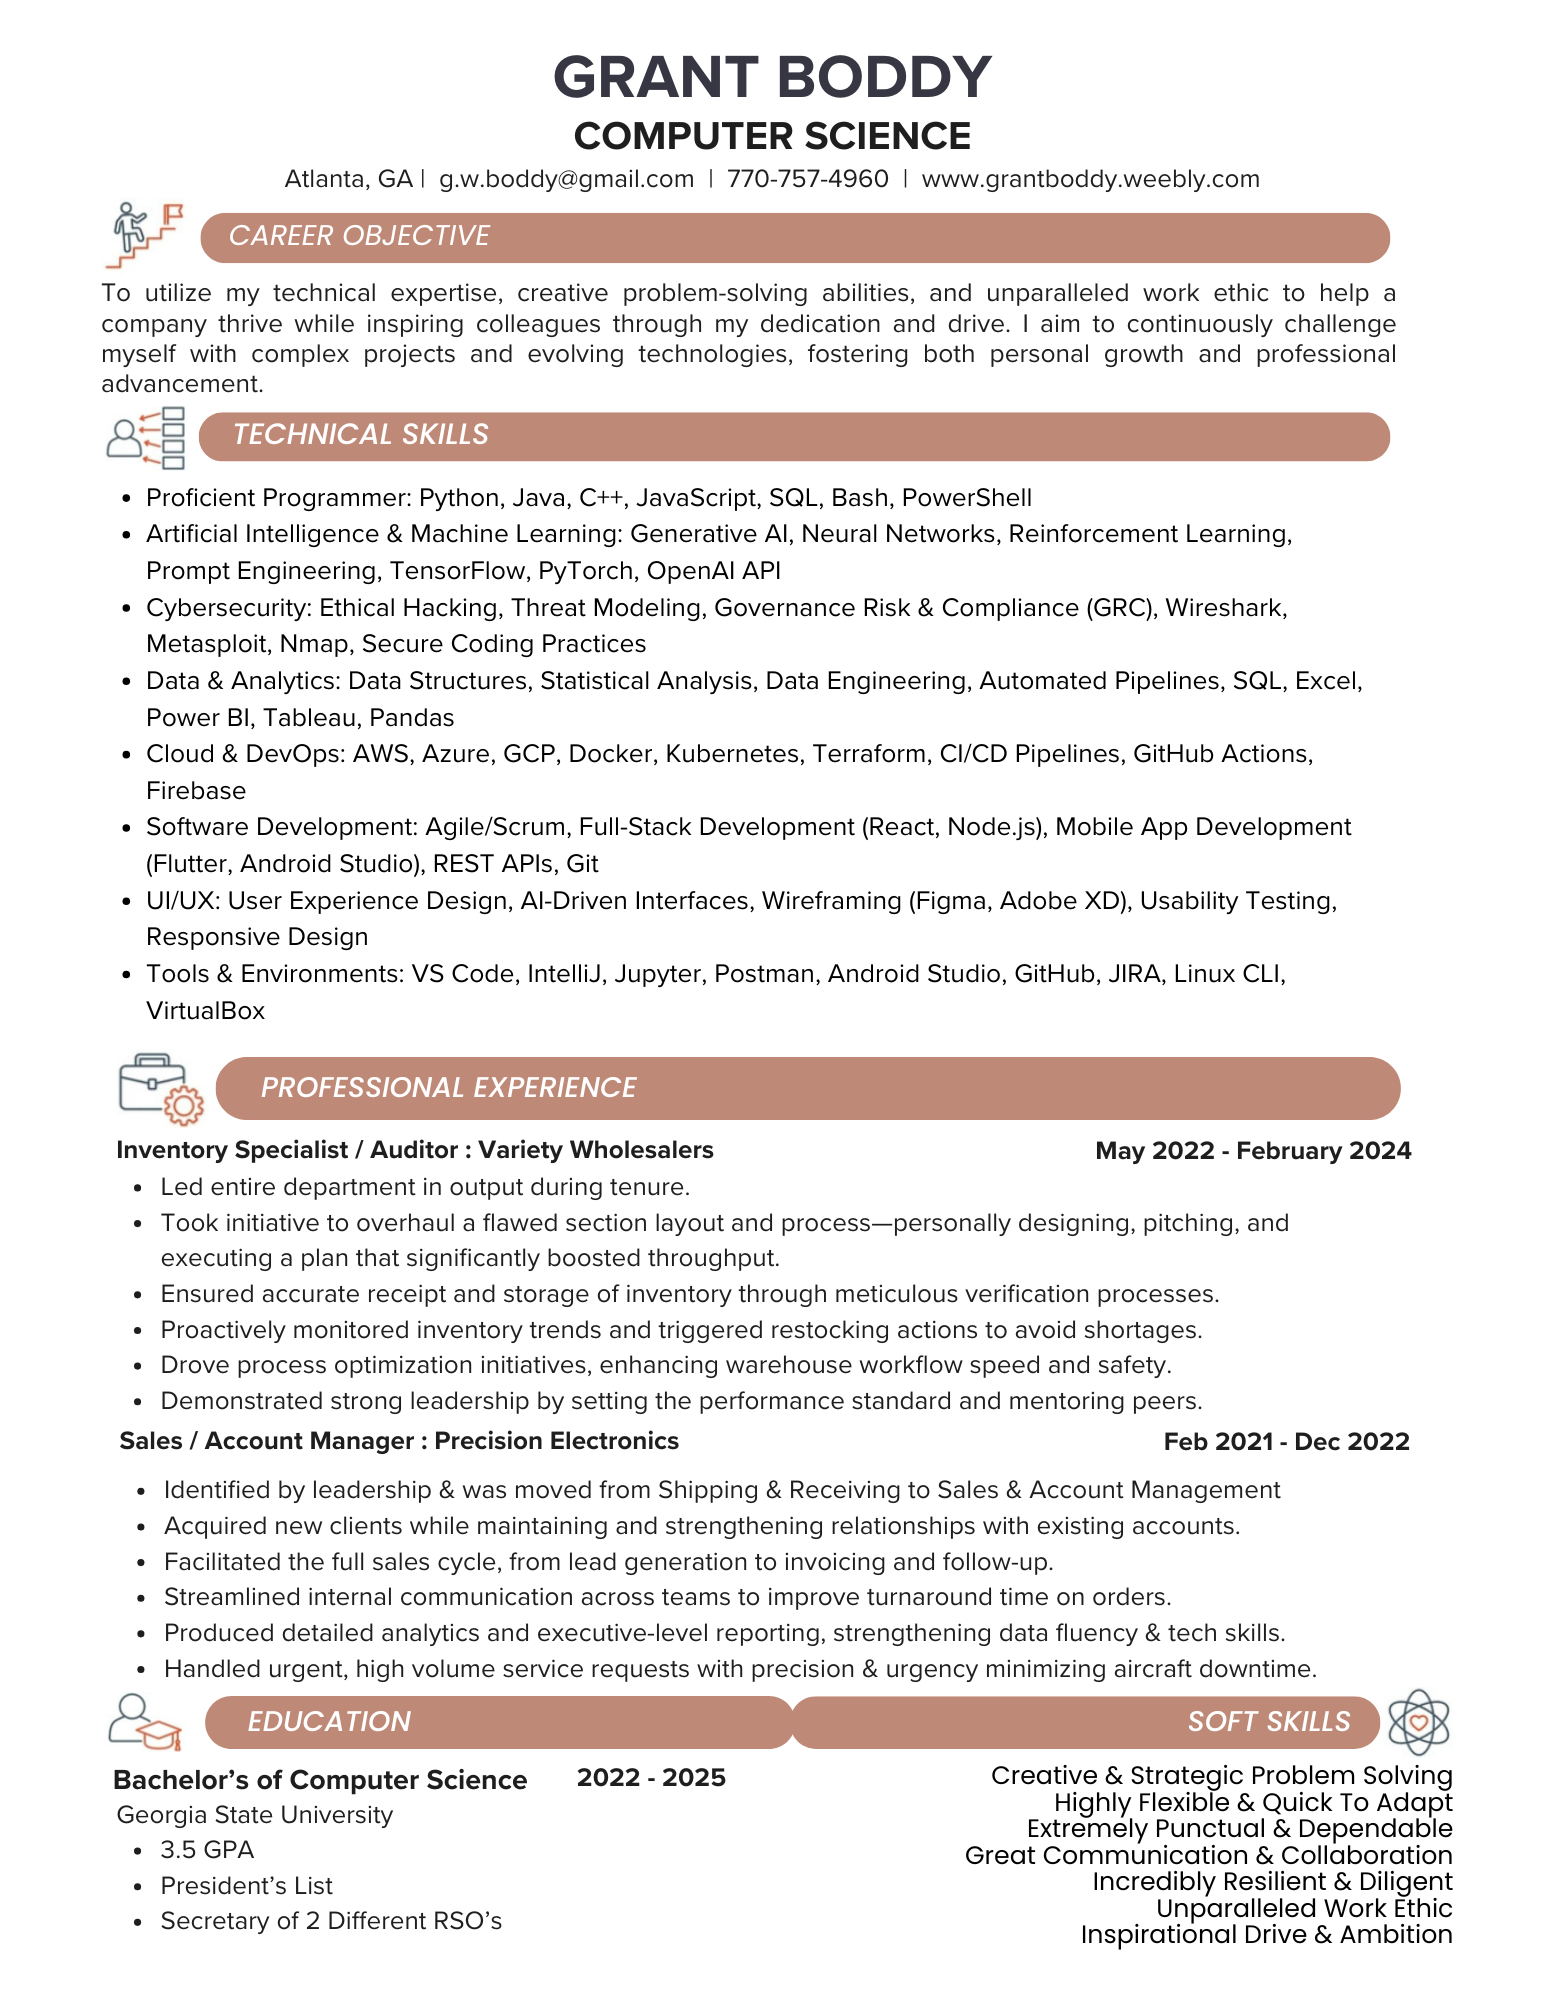 GRANT BODDY
COMPUTER SCIENCE
Atlanta, GA | g.w.boddy@gmail.com | 770-757-4960 | www.grantboddy.weebly.com
CAREER OBJECTIVE
To utilize my technical expertise, creative problem-solving abilities, and unparalleled work ethic to help a
company thrive while inspiring colleagues through my dedication and drive. I aim to continuously challenge
myself with complex projects and evolving technologies, fostering both personal growth and professional
advancement.
TECHNICAL SKILLS
• Proficient Programmer: Python, Java, C++, JavaScript, SQL, Bash, PowerShell
• Artificial Intelligence & Machine Learning: Generative AI, Neural Networks, Reinforcement Learning,
Prompt Engineering, TensorFlow, PyTorch, OpenAI API
• Cybersecurity: Ethical Hacking, Threat Modeling, Governance Risk & Compliance (GRC), Wireshark,
Metasploit, Nmap, Secure Coding Practices
• Data & Analytics: Data Structures, Statistical Analysis, Data Engineering, Automated Pipelines, SQL, Excel,
Power BI, Tableau, Pandas
• Cloud & DevOps: AWS, Azure, GCP, Docker, Kubernetes, Terraform, CI/CD Pipelines, GitHub Actions,
Firebase
• Software Development: Agile/Scrum, Full-Stack Development (React, Node.js), Mobile App Development
(Flutter, Android Studio), REST APIs, Git
• UI/UX: User Experience Design, AI-Driven Interfaces, Wireframing (Figma, Adobe XD), Usability Testing,
Responsive Design
• Tools & Environments: VS Code, IntelliJ, Jupyter, Postman, Android Studio, GitHub, JIRA, Linux CLI,
VirtualBox
PROFESSIONAL EXPERIENCE
Inventory Specialist / Auditor : Variety Wholesalers May 2022 - February 2024
• Led entire department in output during tenure.
• Took initiative to overhaul a flawed section layout and process—personally designing, pitching, and
executing a plan that significantly boosted throughput.
• Ensured accurate receipt and storage of inventory through meticulous verification processes.
• Proactively monitored inventory trends and triggered restocking actions to avoid shortages.
• Drove process optimization initiatives, enhancing warehouse workflow speed and safety.
• Demonstrated strong leadership by setting the performance standard and mentoring peers.
Sales / Account Manager : Precision Electronics Feb 2021 - Dec 2022
• Identified by leadership & was moved from Shipping & Receiving to Sales & Account Management
• Acquired new clients while maintaining and strengthening relationships with existing accounts.
• Facilitated the full sales cycle, from lead generation to invoicing and follow-up.
• Streamlined internal communication across teams to improve turnaround time on orders.
• Produced detailed analytics and executive-level reporting, strengthening data fluency & tech skills.
• Handled urgent, high volume service requests with precision & urgency minimizing aircraft downtime.
EDUCATION
Bachelor's of Computer Science 2022 - 2025
Georgia State University
• 3.5 GPA
• President's List
• Secretary of 2 Different RSO's
SOFT SKILLS
Creative & Strategic Problem Solving
Highly Flexible & Quick To Adapt
Extremely Punctual & Dependable
Great Communication & Collaboration
Incredibly Resilient & Diligent
Unparalleled Work Ethic
Inspirational Drive & Ambition